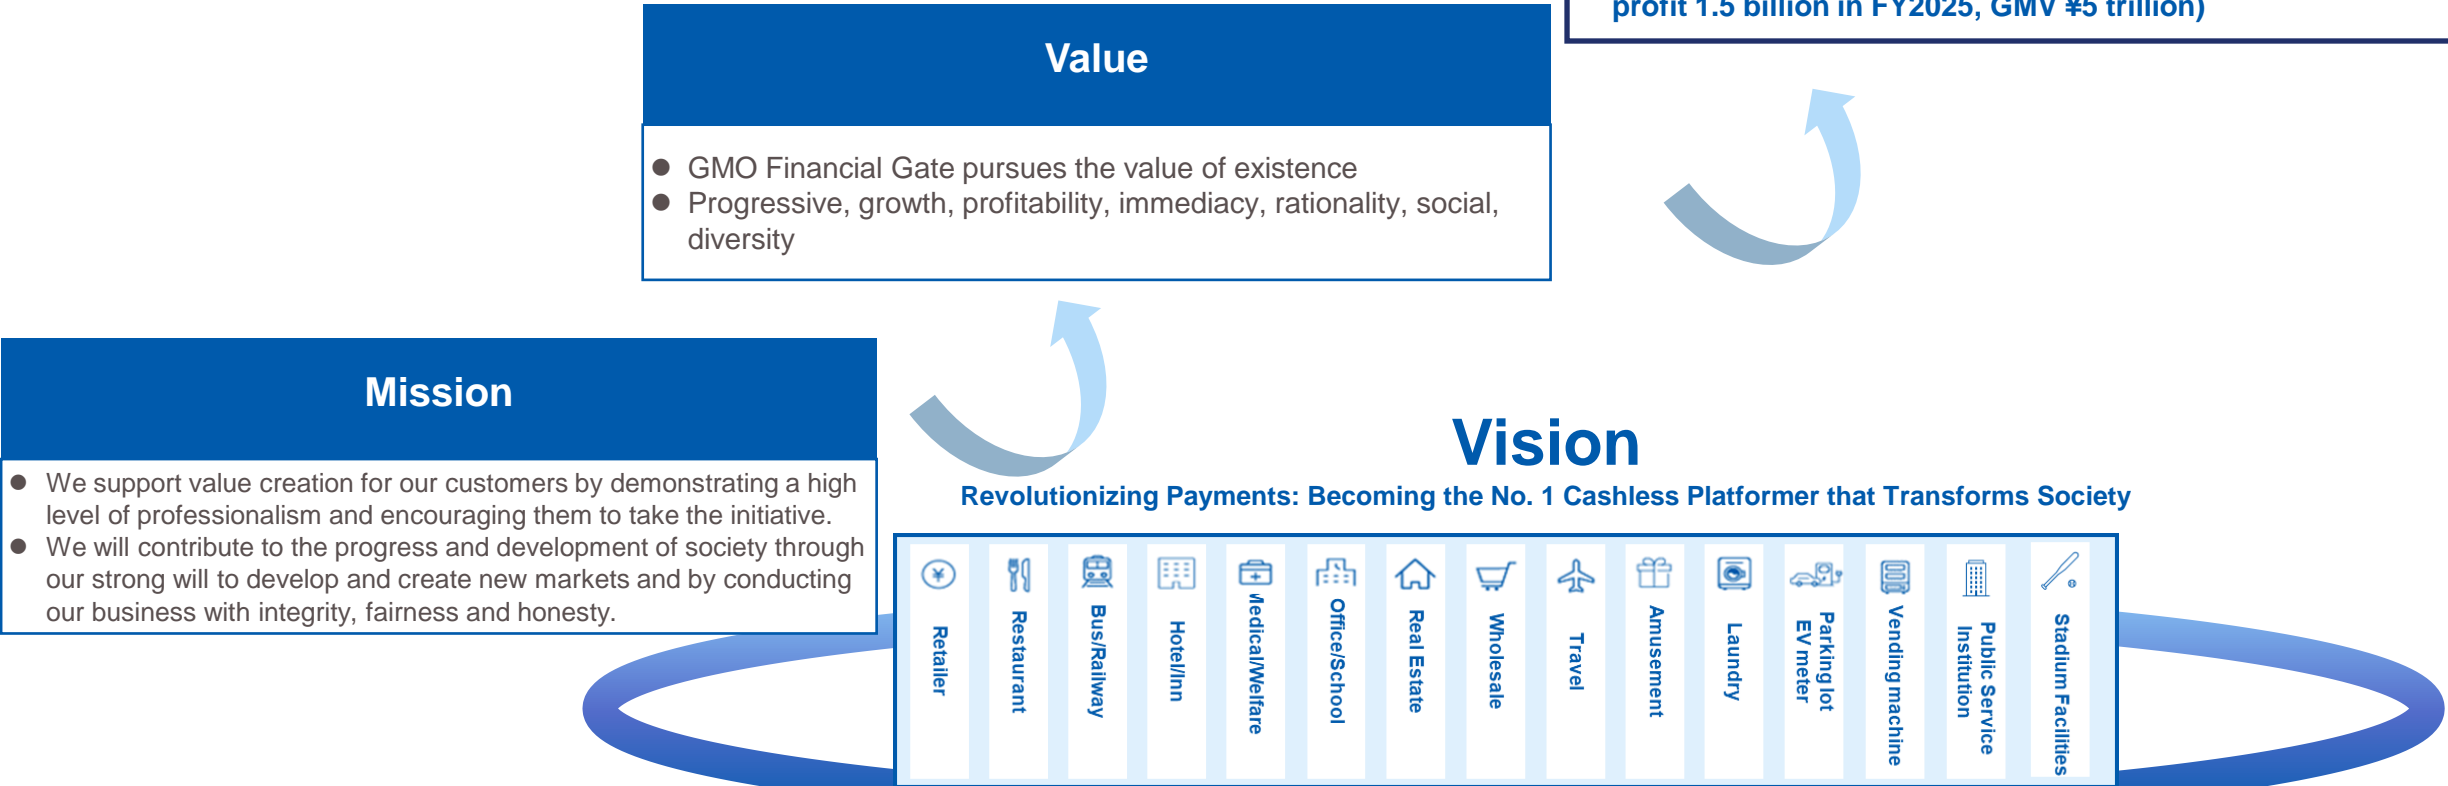 profit 1.5 billion in FY2025, GMV ¥5 trillion)
Value
● GMO Financial Gate pursues the value of existence
● Progressive, growth, profitability, immediacy, rationality, social,
diversity
Mission
● We support value creation for our customers by demonstrating a high
level of professionalism and encouraging them to take the initiative.
● We will contribute to the progress and development of society through
our strong will to develop and create new markets and by conducting
our business with integrity, fairness and honesty.
Vision
Revolutionizing Payments: Becoming the No. 1 Cashless Platformer that Transforms Society
Retailer
Restaurant
Bus/Railway
Hotel/Inn
Medical/Welfare
Office/School
Real Estate
Wholesale
Travel
Amusement
Laundry
Parking lot
EV meter
Vending machine
Public Service
Institution
Stadium Facilities